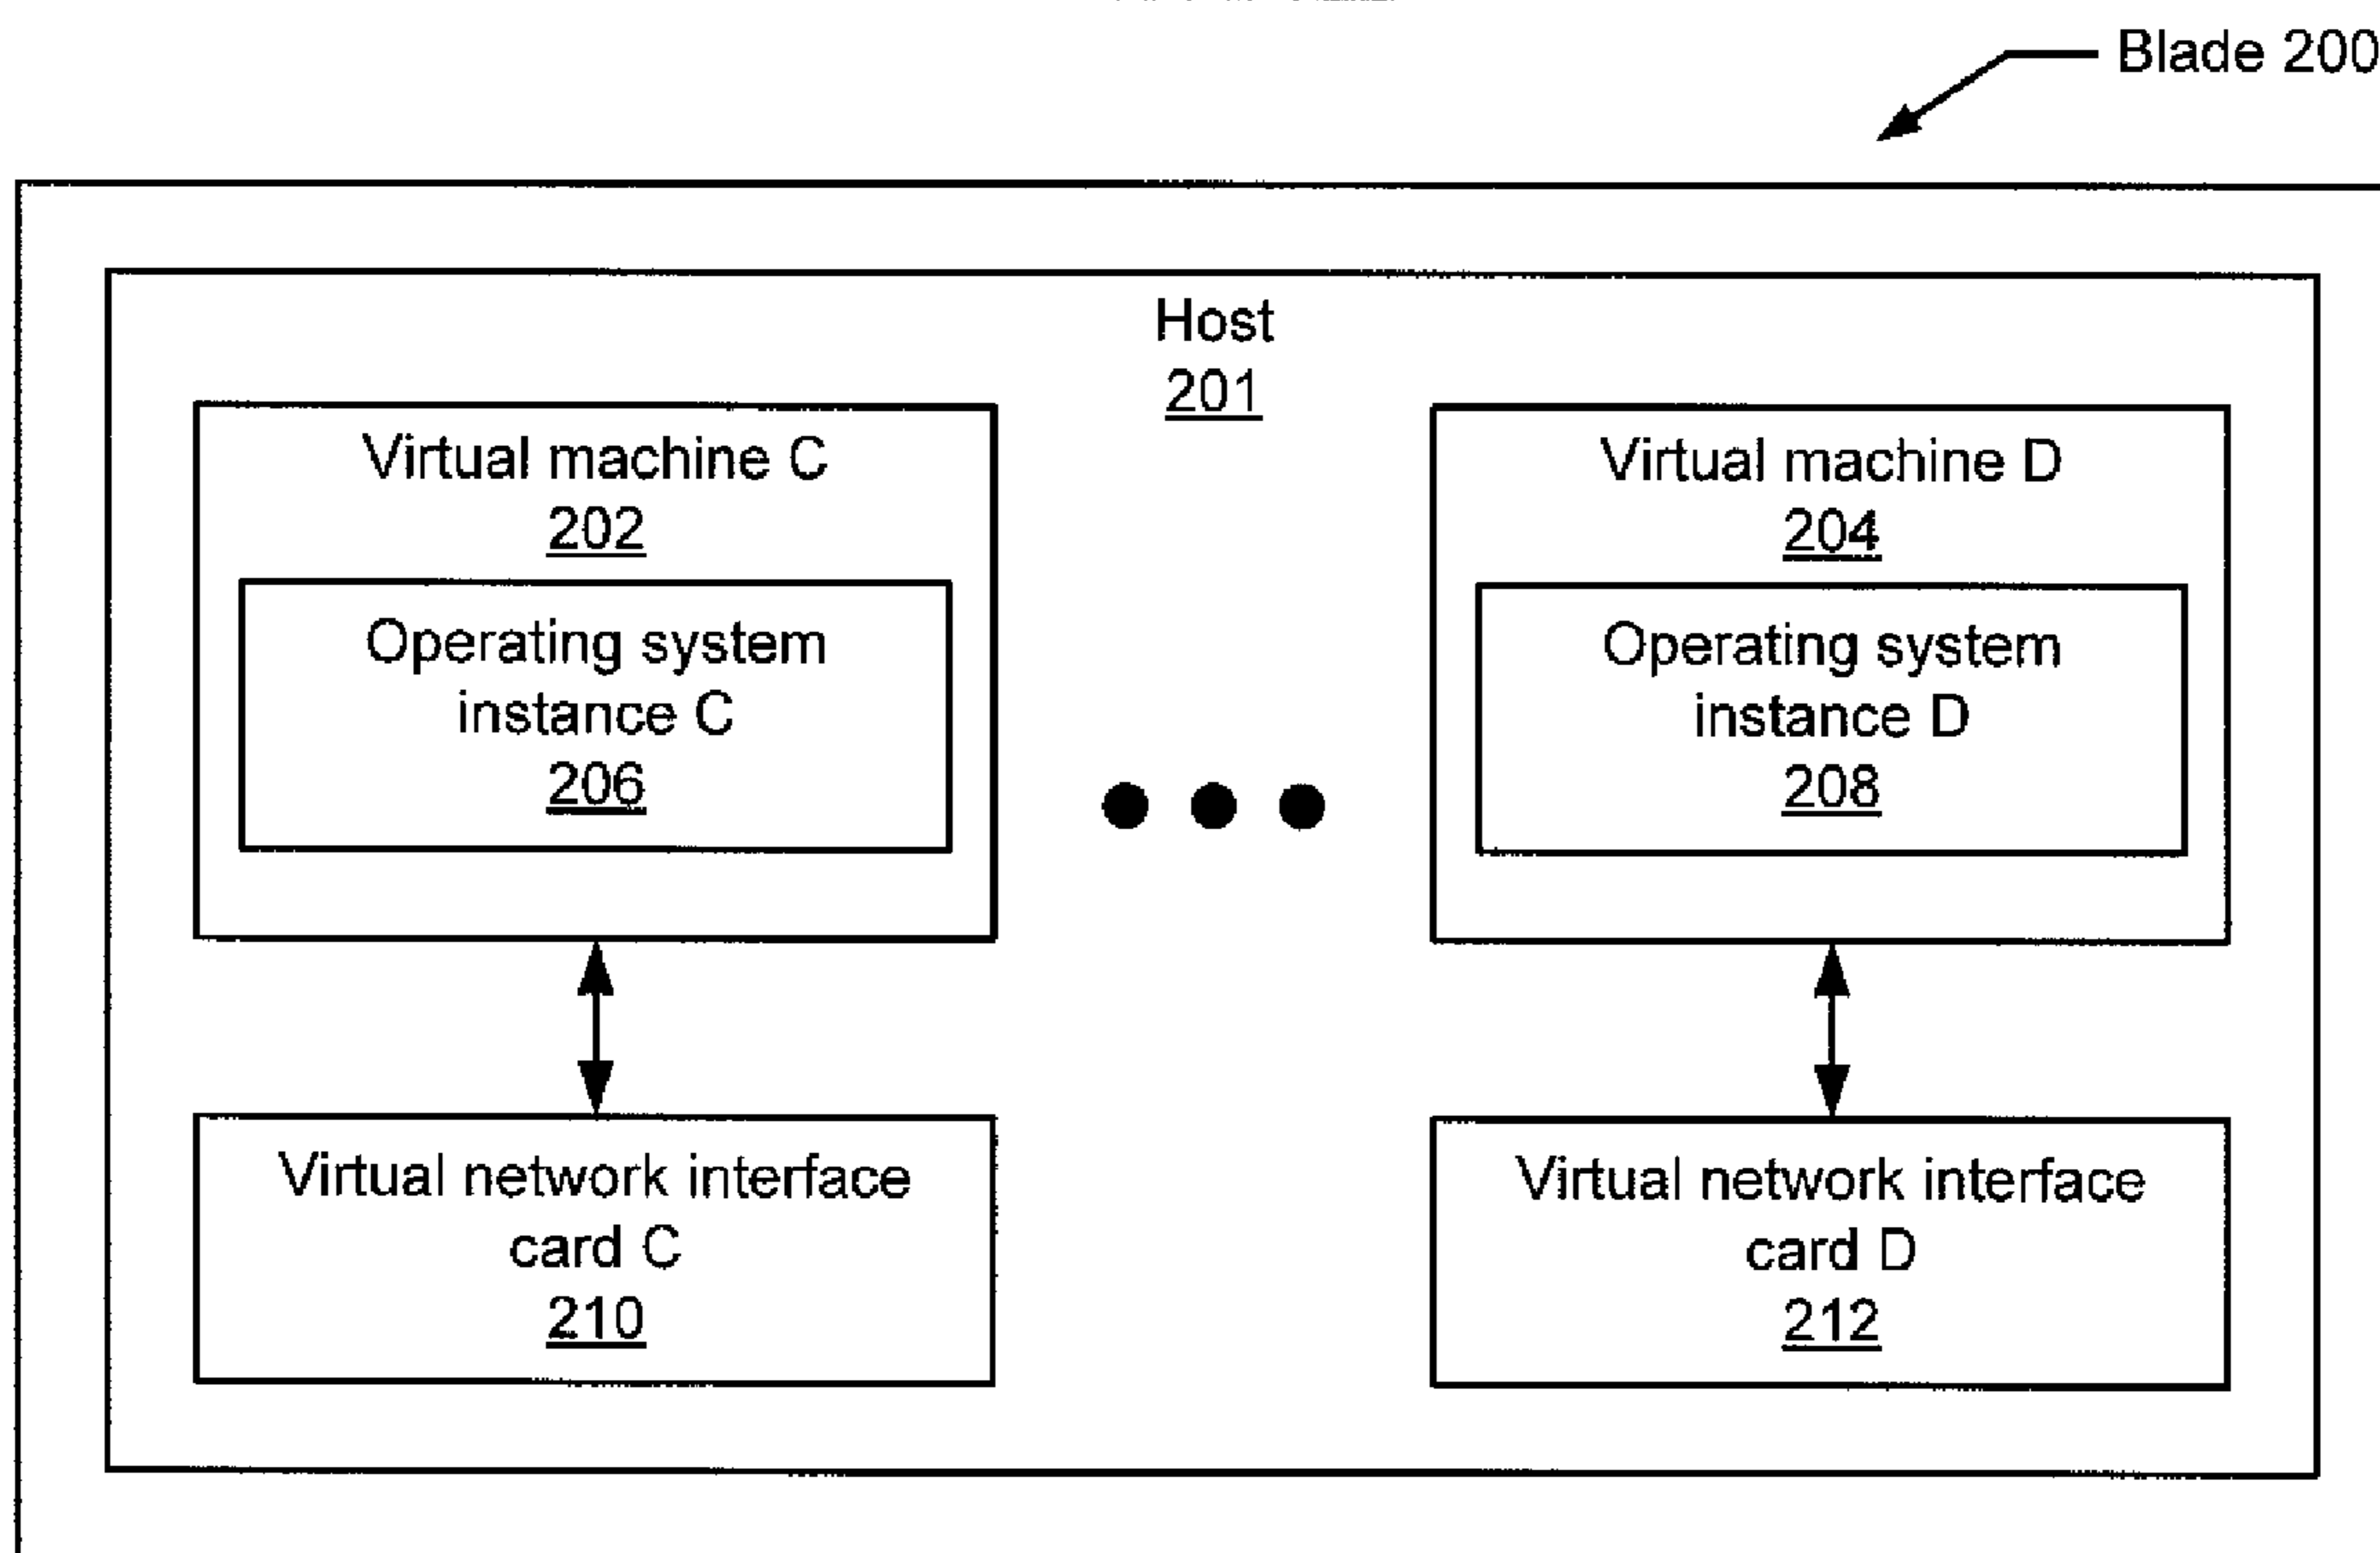 Blade 200
Host
201
Virtual machine C
202
Operating system
instance C
206
Virtual machine D
204
Operating system
instance D
208
Virtual network interface
card C
210
Virtual network interface
card D
212